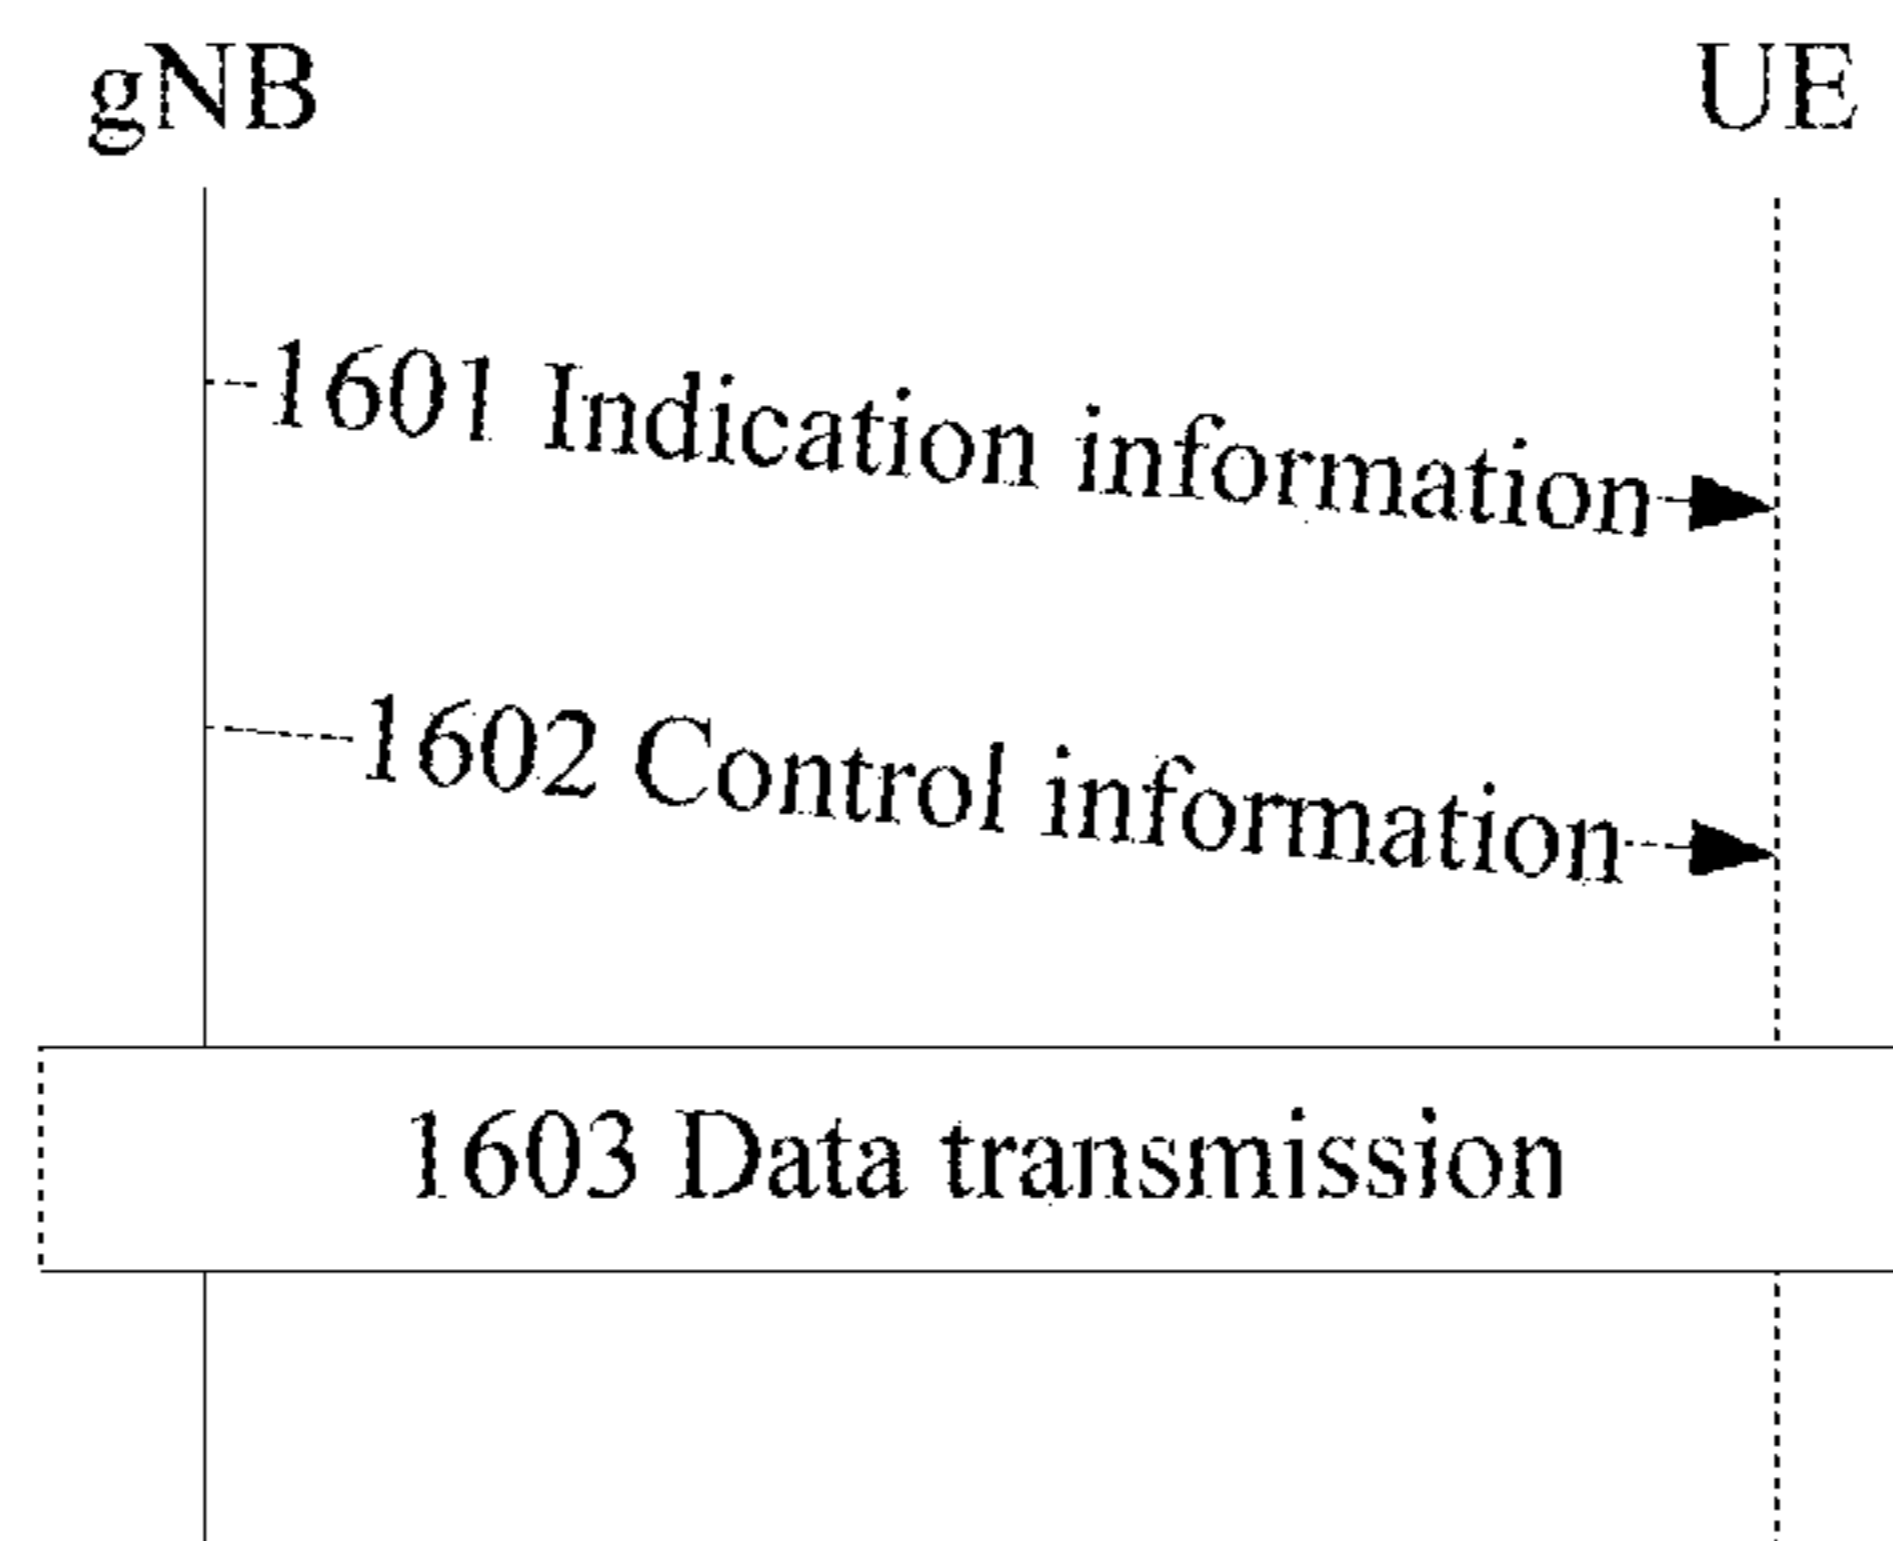 gNB
UE
1601 Indication information
1602 Control information
1603 Data transmission